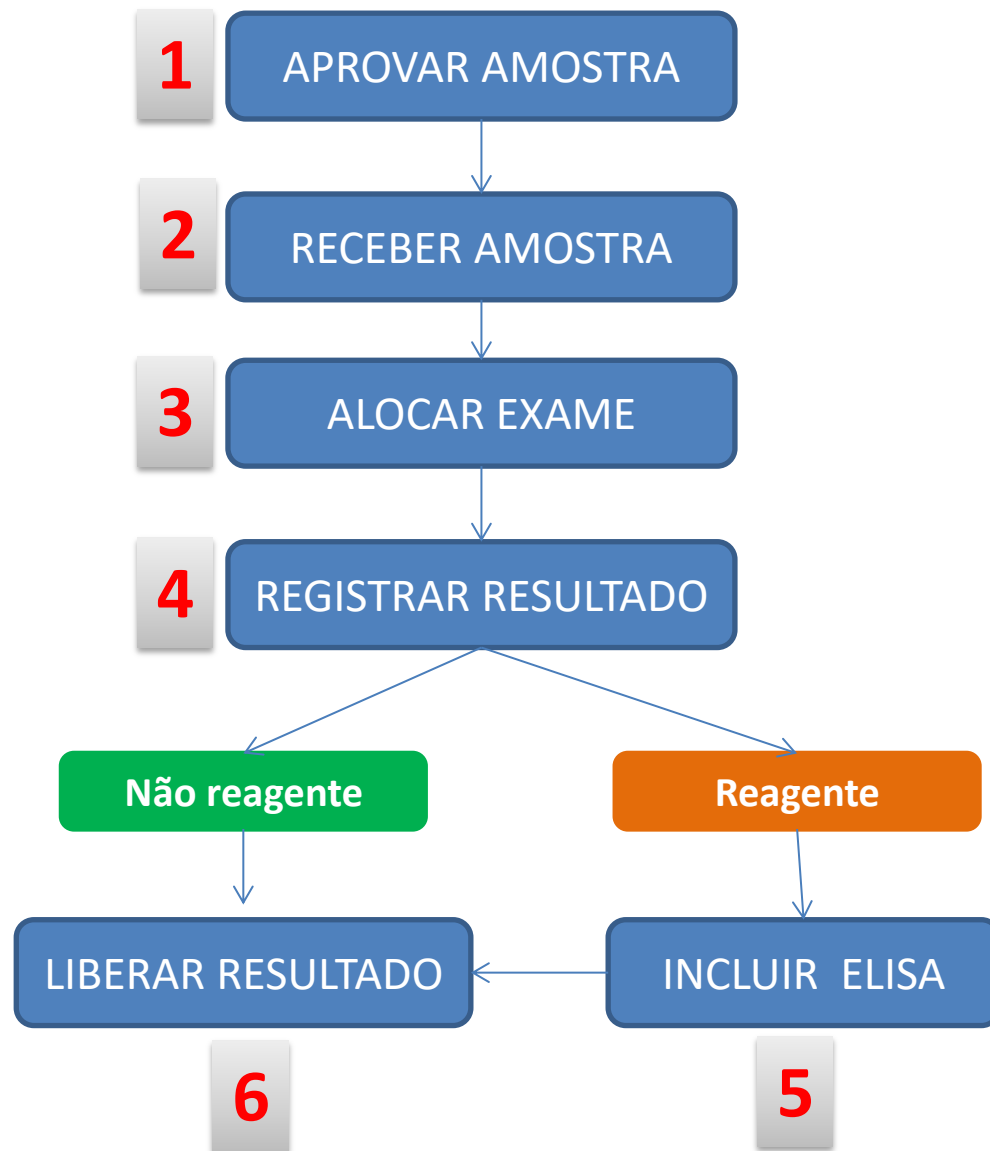 1
APROVAR AMOSTRA
2
RECEBER AMOSTRA
3
ALOCAR EXAME
4
REGISTRAR RESULTADO
Não reagente
Reagente
LIBERAR RESULTADO
INCLUIR ELISA
6
5